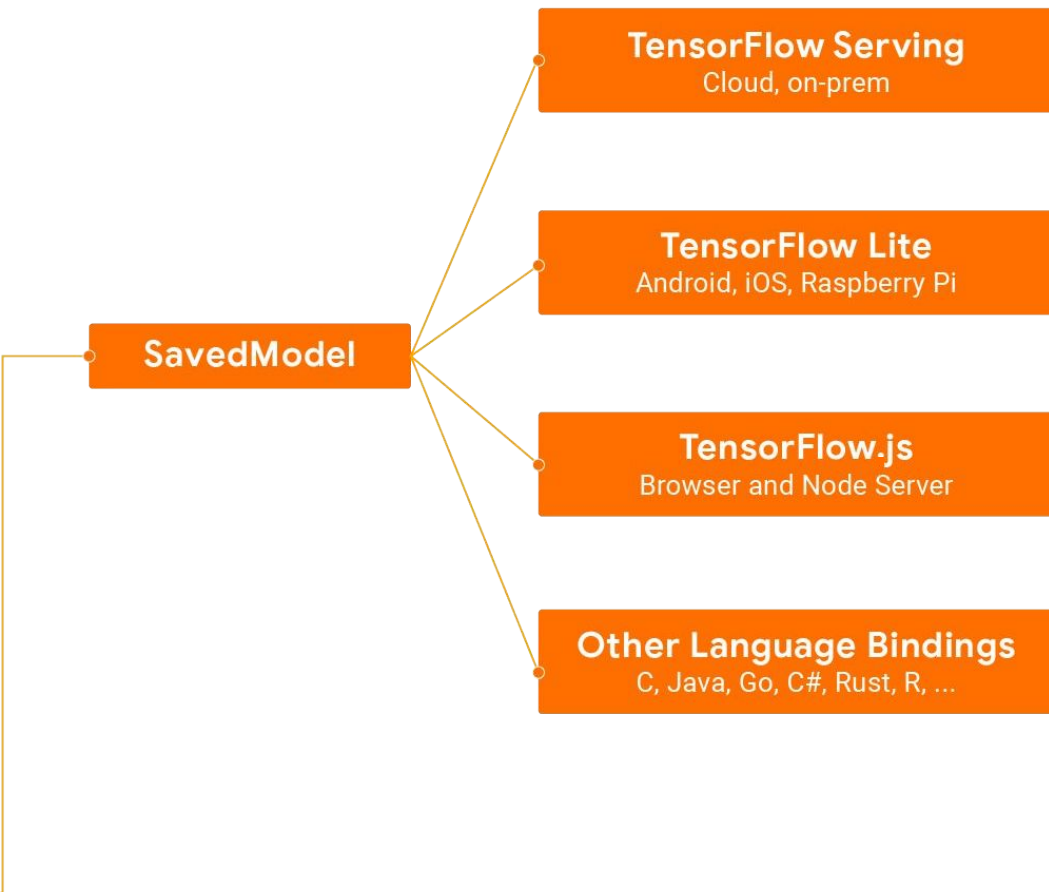 TensorFlow Serving
Cloud, on-prem
TensorFlow Lite
Android, iOS, Raspberry Pi
SavedModel
TensorFlow.js
Browser and Node Server
Other Language Bindings
C, Java, Go, C#, Rust, R, ...